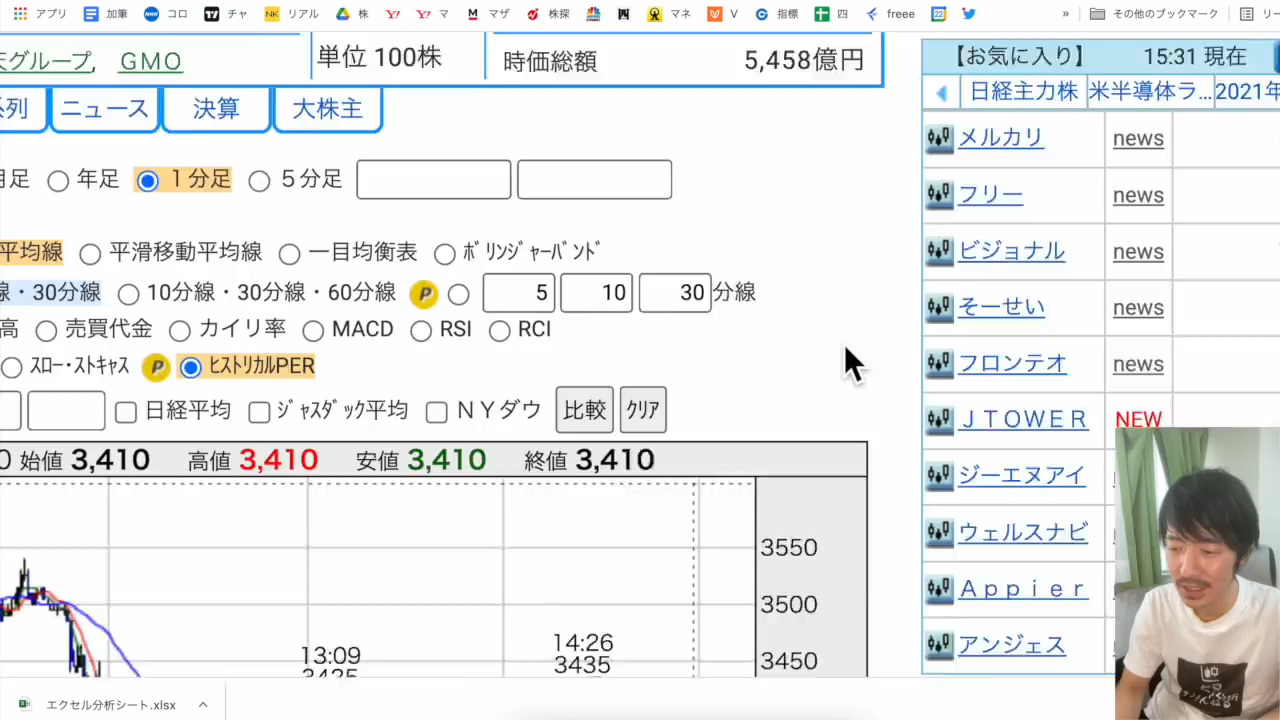 アプリ 加筆 コロ チャ NK リアル 株 マ マザ 株探 マネ V 指標 四 freee » その他のブックマーク リー
天グループ, GMO 単位 100株 時価総額 5,458億円
【お気に入り】 15:31 現在
系列 ニュース 決算 大株主
日経主力株 米半導体ラ... 2021年
月足 年足 １分足 ５分足
平均線 平滑移動平均線 一目均衡表 ﾎﾞﾘﾝｼﾞｬｰﾊﾞﾝﾄﾞ
線・30分線 10分線・30分線・60分線 P 5 10 30 分線
高 売買代金 カイリ率 MACD RSI RCI
ｽﾛｰ･ｽﾄｷｬｽ P ﾋｽﾄﾘｶﾙPER
日経平均 ｼﾞｬｽﾀﾞｯｸ平均 ＮＹダウ 比較 ｸﾘｱ
0 始値 3,410 高値 3,410 安値 3,410 終値 3,410
3550
3500
3450
13:09
3425
14:26
3435
メルカリ news
フリー news
ビジョナル news
そーせい news
フロンテオ news
ＪＴＯＷＥＲ NEW
ジーエヌアイ
ウェルスナビ
Ａｐｐｉｅｒ
アンジェス
エクセル分析シート.xlsx